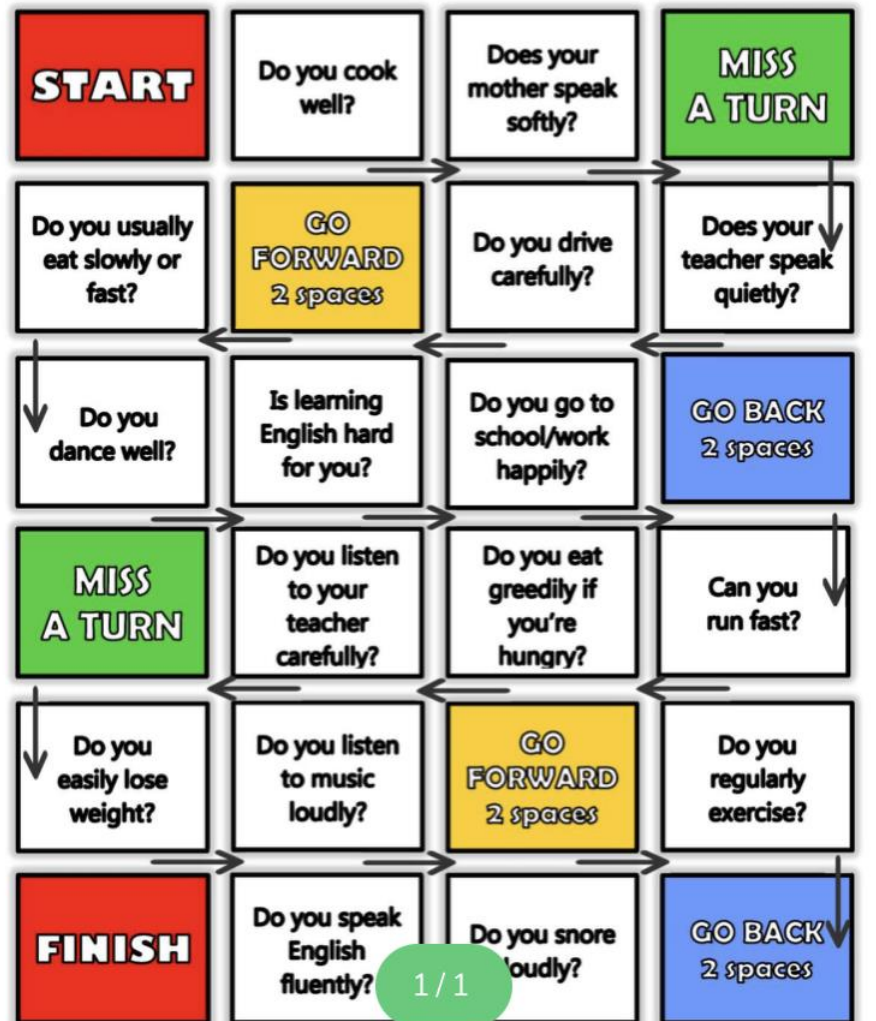 START
Do you cook
well?
Does your
mother speak
softly?
MISS
A TURN
Do you usually
eat slowly or
fast?
GO
FORWARD
2 spaces
Do you drive
carefully?
Does your
teacher speak
quietly?
Do you
dance well?
Is learning
English hard
for you?
Do you go to
school/work
happily?
GO BACK
2 spaces
MISS
A TURN
Do you listen
to your
teacher
carefully?
Do you eat
greedily if
you're
hungry?
Can you
run fast?
Do you
easily lose
weight?
Do you listen
to music
loudly?
GO
FORWARD
2 spaces
Do you
regularly
exercise?
FINISH
Do you speak
English
fluently?
Do you snore
loudly?
GO BACK
2 spaces
1/1